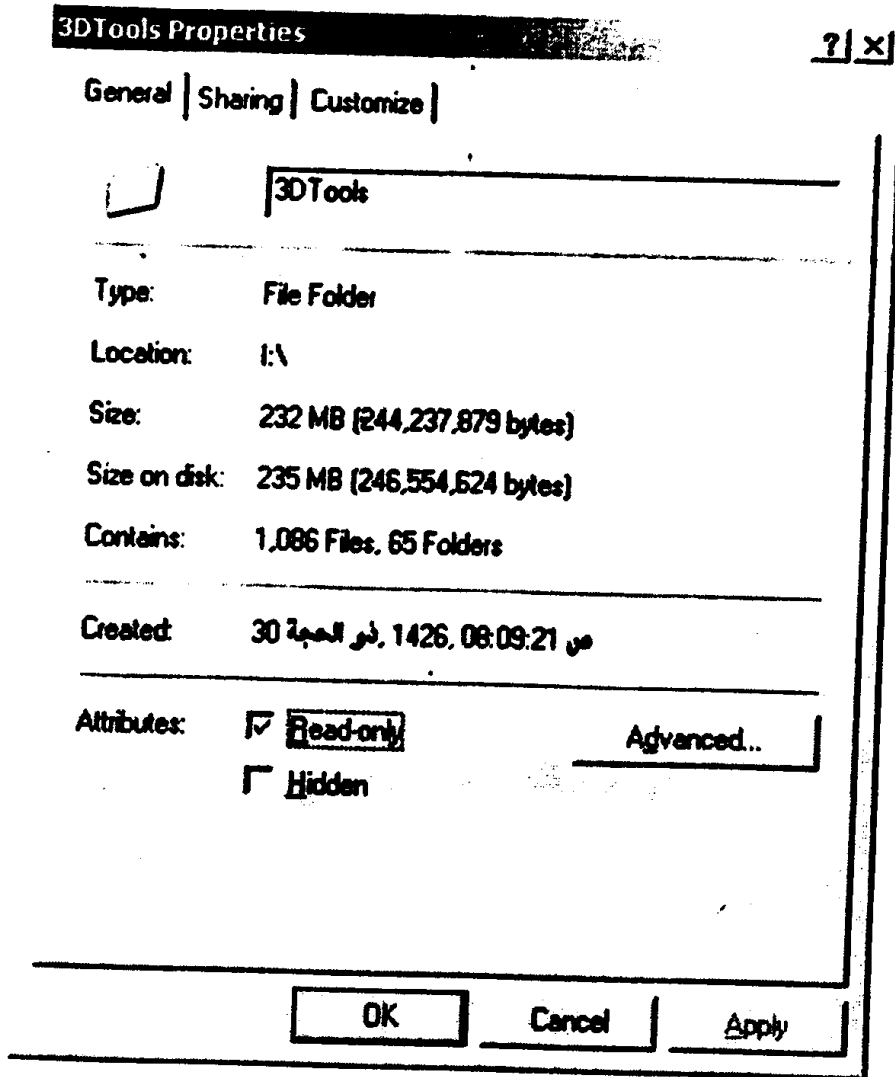 3DTools Properties
General Sharing Customize
3DTools
Type: File Folder
Location: I:\
Size: 232 MB (244,237,879 bytes)
Size on disk: 235 MB (246,554,624 bytes)
Contains: 1,086 Files, 65 Folders
Created: 30 ذو الحجة, 1426, 08:09:21 ص
Attributes: Read-only Advanced...
Hidden
OK Cancel Apply